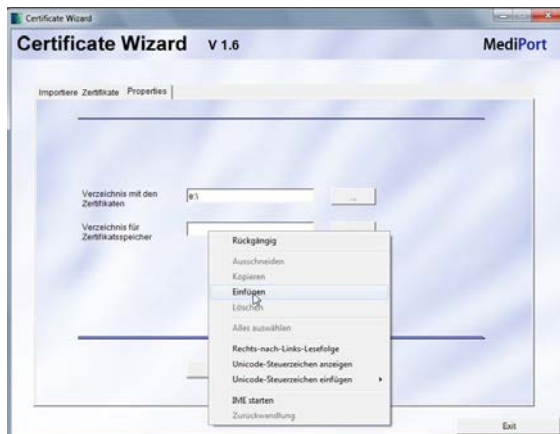 Certificate Wizard
Certificate Wizard V 1.6 MediPort
Importiere Zertifikate Properties
Verzeichnis mit den
Zertifikaten
e:\
...
Verzeichnis für
Zertifikatsspeicher
Rückgängig
Ausschneiden
Kopieren
Einfügen
Löschen
Alles auswählen
Rechts-nach-Links-Lesefolge
Unicode-Steuerzeichen anzeigen
Unicode-Steuerzeichen einfügen
IME starten
Zurückwandlung
Exit